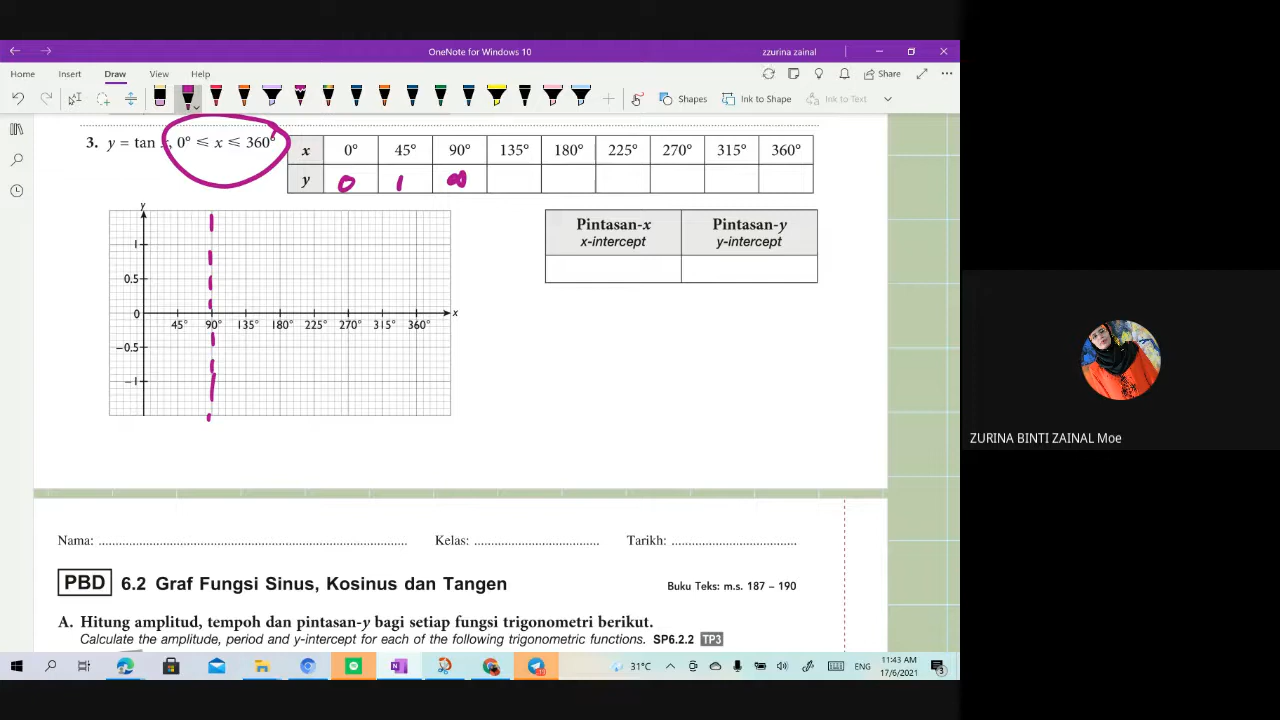 OneNote for Windows 10
zzurina zainal
Home Insert Draw View Help
Share
Shapes Ink to Shape Ink to Text
3. y = tan x, 0° ≤ x ≤ 360°
x 0° 45° 90° 135° 180° 225° 270° 315° 360°
y 0 1 ∞
y
1
0.5
0
-0.5
-1
45° 90° 135° 180° 225° 270° 315° 360°
x
Pintasan-x Pintasan-y
x-intercept y-intercept
ZURINA BINTI ZAINAL Moe
Nama: ............ Kelas: ............ Tarikh: ............
PBD 6.2 Graf Fungsi Sinus, Kosinus dan Tangen
Buku Teks: m.s. 187 – 190
A. Hitung amplitud, tempoh dan pintasan-y bagi setiap fungsi trigonometri berikut.
Calculate the amplitude, period and y-intercept for each of the following trigonometric functions. SP6.2.2 TP3
31°C
ENG
11:43 AM
17/6/2021